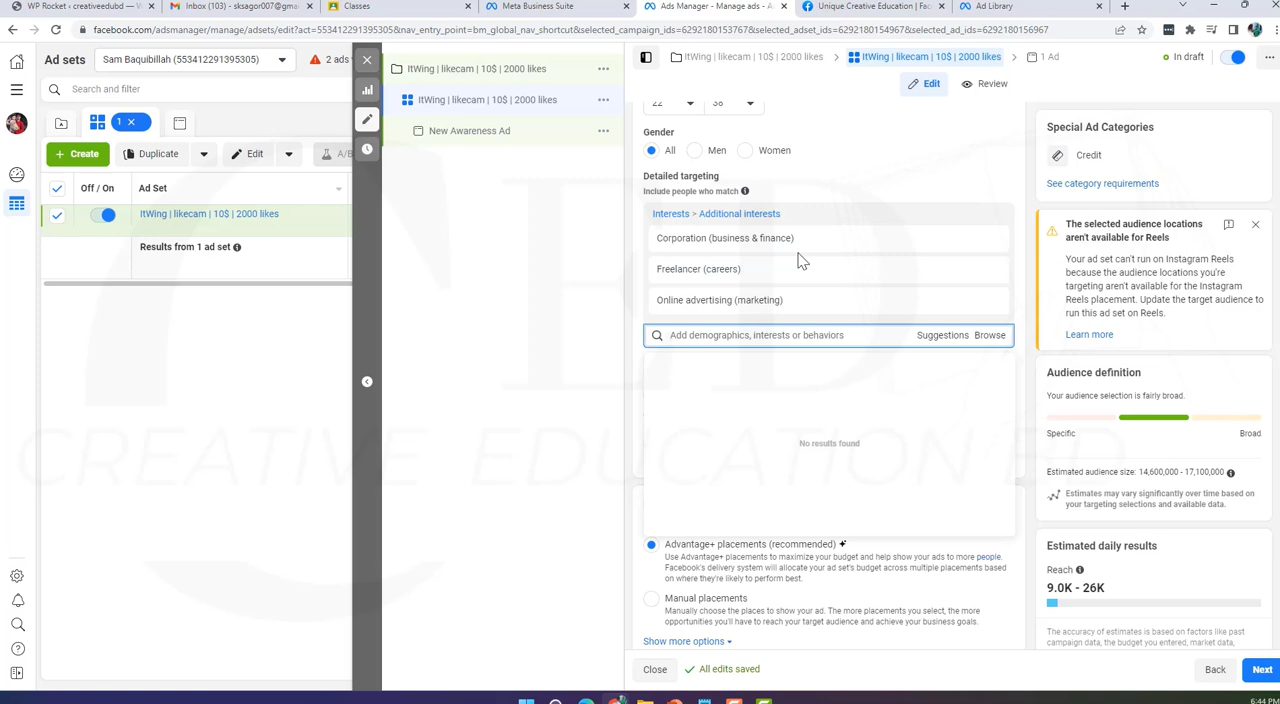 WP Rocket ‹ creativeedubd — W
Inbox (103) - sksagor007@gma
Classes
Meta Business Suite
Ads Manager - Manage ads - A
Unique Creative Education | Fac
Ad Library
facebook.com/adsmanager/manage/adsets/edit?act=553412291395305&nav_entry_point=bm_global_nav_shortcut&selected_campaign_ids=6292180153767&selected_adset_ids=6292180154967&selected_ad_ids=6292180156967
Ad sets
Sam Baquibillah (553412291395305)
2 ads
Search and filter
1
Create
Duplicate
Edit
A/B
Off / On
Ad Set
ItWing | likecam | 10$ | 2000 likes
Results from 1 ad set
ItWing | likecam | 10$ | 2000 likes
ItWing | likecam | 10$ | 2000 likes
New Awareness Ad
ItWing | likecam | 10$ | 2000 likes
ItWing | likecam | 10$ | 2000 likes
1 Ad
In draft
Edit
Review
22
38
Gender
All
Men
Women
Detailed targeting
Include people who match
Interests > Additional interests
Corporation (business & finance)
Freelancer (careers)
Online advertising (marketing)
Add demographics, interests or behaviors
Suggestions
Browse
No results found
Advantage+ placements (recommended)
Use Advantage+ placements to maximize your budget and help show your ads to more people.
Facebook's delivery system will allocate your ad set's budget across multiple placements based
on where they're likely to perform best.
Manual placements
Manually choose the places to show your ad. The more placements you select, the more
opportunities you'll have to reach your target audience and achieve your business goals.
Show more options
Close
All edits saved
Back
Next
Special Ad Categories
Credit
See category requirements
The selected audience locations
aren't available for Reels
Your ad set can't run on Instagram Reels
because the audience locations you're
targeting aren't available for the Instagram
Reels placement. Update the target audience to
run this ad set on Reels.
Learn more
Audience definition
Your audience selection is fairly broad.
Specific
Broad
Estimated audience size: 14,600,000 - 17,100,000
Estimates may vary significantly over time based on
your targeting selections and available data.
Estimated daily results
Reach
9.0K - 26K
The accuracy of estimates is based on factors like past
campaign data, the budget you entered, market data,
CREATIVE EDUCATION
6:44 PM